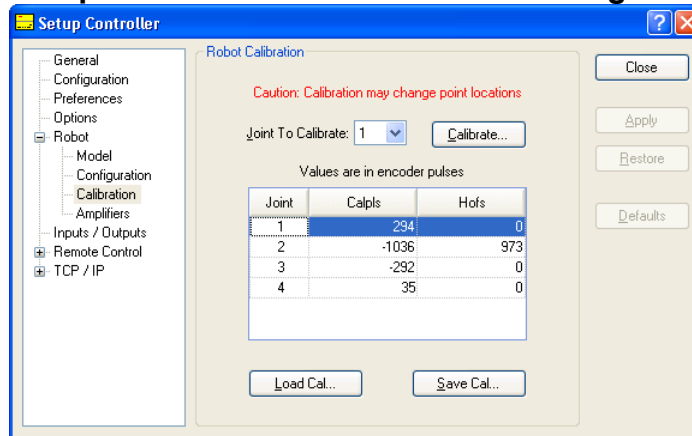 Setup Controller
General
Configuration
Preferences
Options
Robot
Model
Configuration
Calibration
Amplifiers
Inputs / Outputs
Remote Control
TCP / IP
Robot Calibration
Caution: Calibration may change point locations
Joint To Calibrate: 1 Calibrate...
Values are in encoder pulses
Joint Calpls Hofs
1 294 0
2 -1036 973
3 -292 0
4 35 0
Load Cal... Save Cal...
Close
Apply
Restore
Defaults